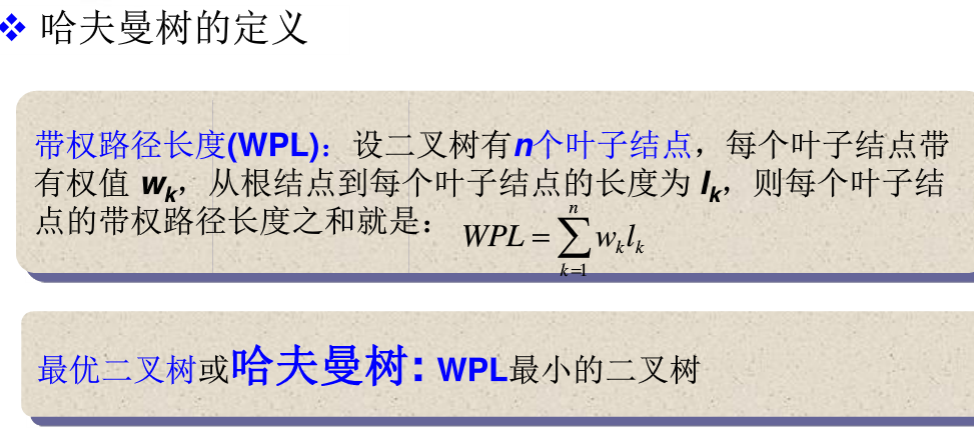 ❖ 哈夫曼树的定义
带权路径长度(WPL)：设二叉树有n个叶子结点，每个叶子结点带
有权值 wₖ，从根结点到每个叶子结点的长度为 lₖ，则每个叶子结
点的带权路径长度之和就是： WPL = ∑ₖ₌₁ⁿ wₖlₖ
最优二叉树或哈夫曼树: WPL最小的二叉树